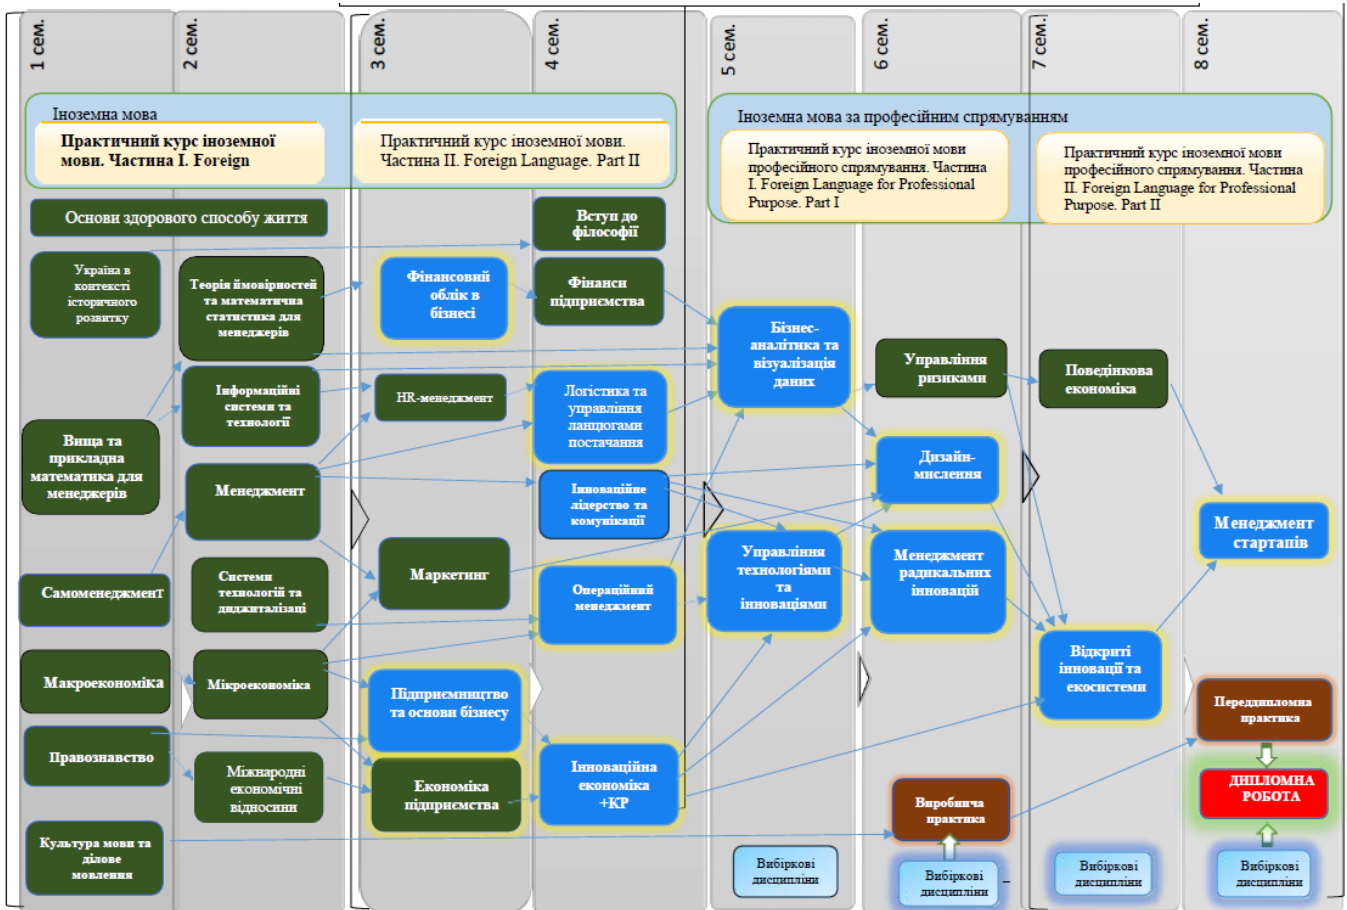 1 сем.
2 сем.
3 сем.
4 сем.
5 сем.
6 сем.
7 сем.
8 сем.
Іноземна мова
Практичний курс іноземної
мови. Частина I. Foreign
Практичний курс іноземної мови.
Частина II. Foreign Language. Part II
Іноземна мова за професійним спрямуванням
Практичний курс іноземної мови
професійного спрямування. Частина
I. Foreign Language for Professional
Purpose. Part I
Практичний курс іноземної мови
професійного спрямування. Частина
II. Foreign Language for Professional
Purpose. Part II
Основи здорового способу життя
Україна в
контексті
історичного
розвитку
Вища та
прикладна
математика для
менеджерів
Самоменеджмент
Макроекономіка
Правознавство
Культура мови та
ділове
мовлення
Теорія ймовірностей
та математична
статистика для
менеджерів
Інформаційні
системи та
технології
Менеджмент
Системи
технологій та
диджиталізаці
Мікроекономіка
Міжнародні
економічні
відносини
Фінансовий
облік в
бізнесі
HR-менеджмент
Маркетинг
Підприємництво
та основи бізнесу
Економіка
підприємства
Вступ до
філософії
Фінанси
підприємства
Логістика та
управління
ланцюгами
постачання
Інноваційне
лідерство та
комунікації
Операційний
менеджмент
Інноваційна
економіка
+КР
Бізнес-
аналітика та
візуалізація
даних
Управління
технологіями
та
інноваціями
Вибіркові
дисципліни
Управління
ризиками
Дизайн-
мислення
Менеджмент
радикальних
інновацій
Виробнича
практика
Вибіркові
дисципліни
Поведінкова
економіка
Відкриті
інновації та
екосистеми
Вибіркові
дисципліни
Менеджмент
стартапів
Переддипломна
практика
ДИПЛОМНА
РОБОТА
Вибіркові
дисципліни